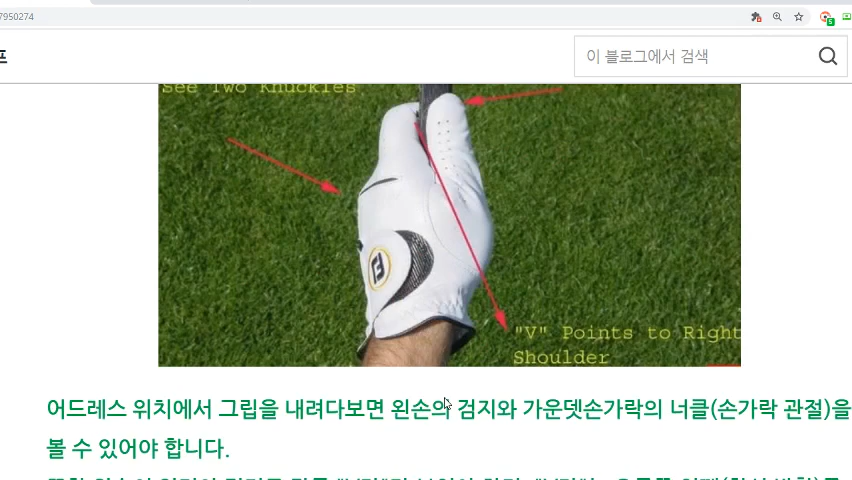 7950274
프
이 블로그에서 검색
See Two Knuckles
"V" Points to Right
Shoulder
어드레스 위치에서 그립을 내려다보면 왼손의 검지와 가운뎃손가락의 너클(손가락 관절)을
볼 수 있어야 합니다.